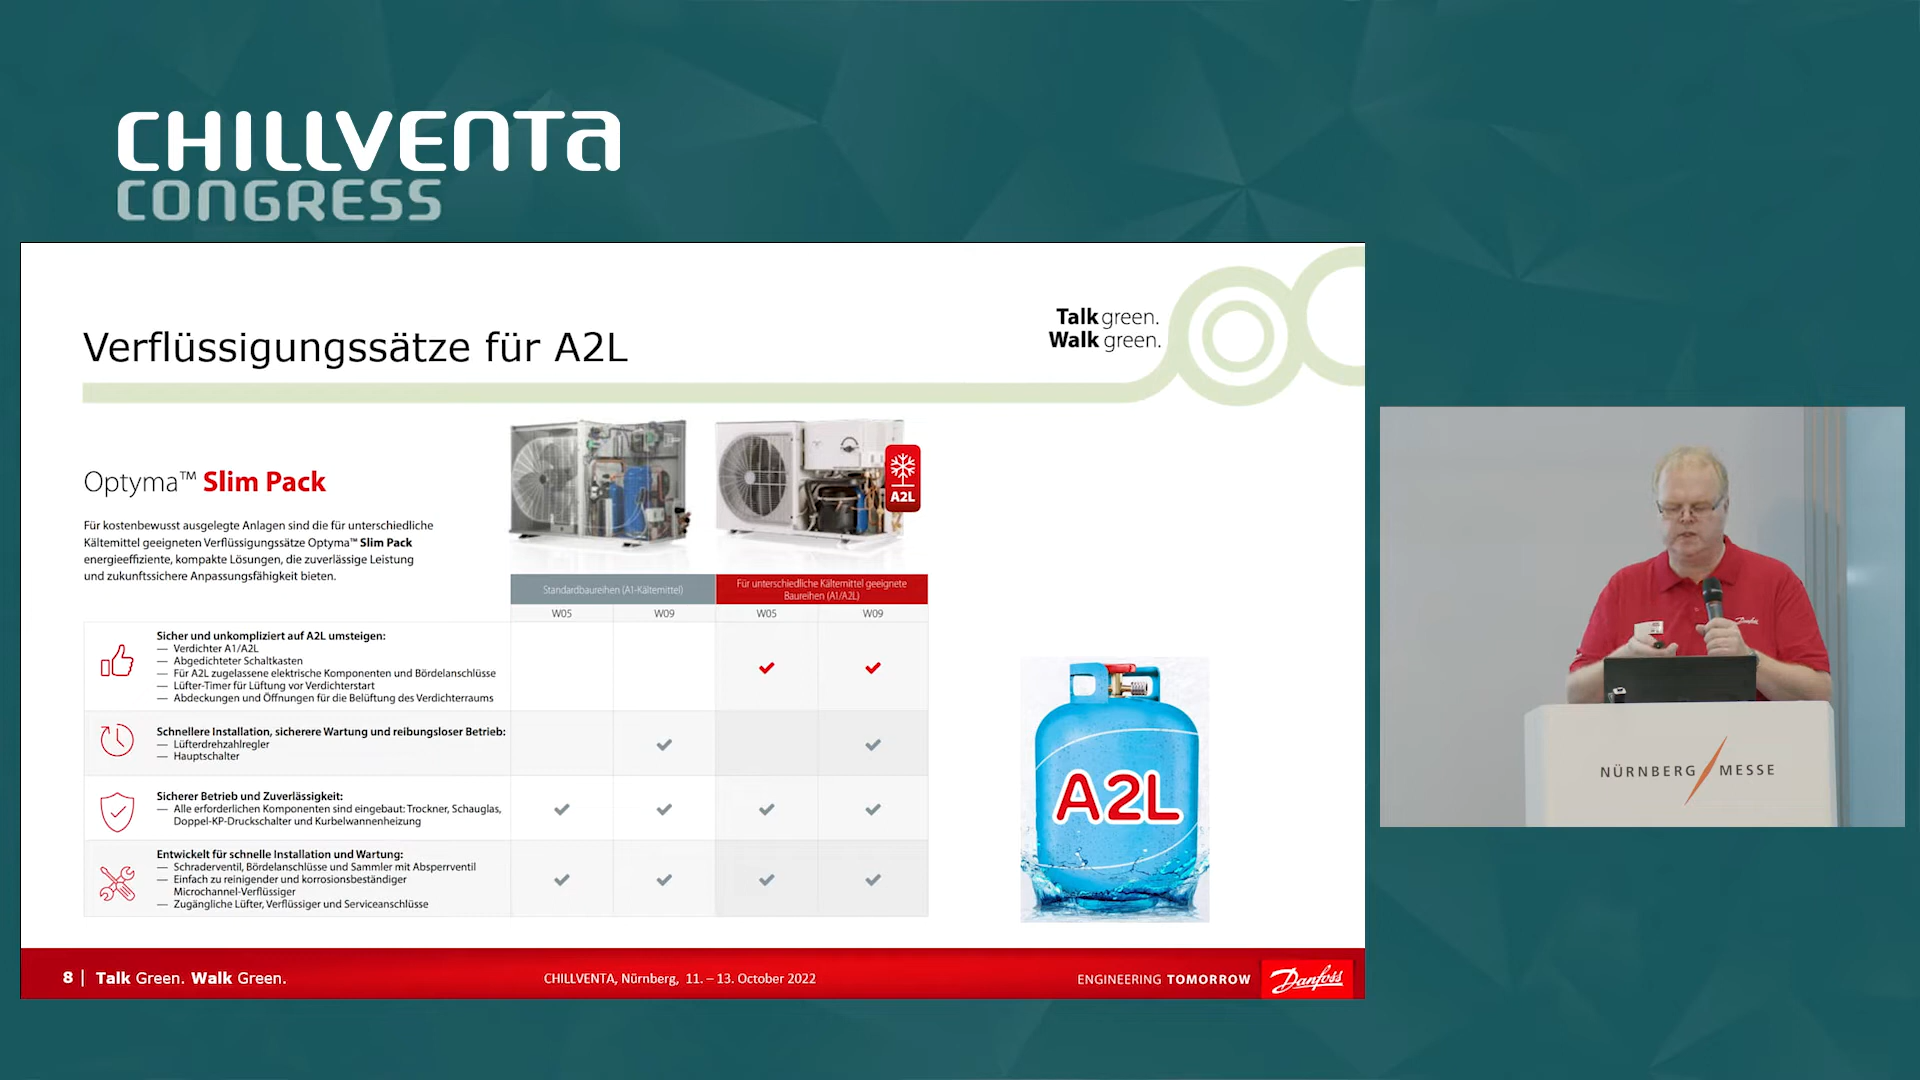 CHILLVENTA
CONGRESS
Verflüssigungssätze für A2L
Talk green.
Walk green.
Optyma™ Slim Pack
Für kostenbewusst ausgelegte Anlagen sind die für unterschiedliche
Kältemittel geeigneten Verflüssigungssätze Optyma™ Slim Pack
energieeffiziente, kompakte Lösungen, die zuverlässige Leistung
und zukunftssichere Anpassungsfähigkeit bieten.
A2L
Standardbaureihen (A1-Kältemittel)
Für unterschiedliche Kältemittel geeignete
Baureihen (A1/A2L)
W05 W09 W05 W09
Sicher und unkompliziert auf A2L umsteigen:
— Verdichter A1/A2L
— Abgedichteter Schaltkasten
— Für A2L zugelassene elektrische Komponenten und Bördelanschlüsse
— Lüfter-Timer für Lüftung vor Verdichterstart
— Abdeckungen und Öffnungen für die Belüftung des Verdichterraums
Schnellere Installation, sicherere Wartung und reibungsloser Betrieb:
— Lüfterdrehzahlregler
— Hauptschalter
Sicherer Betrieb und Zuverlässigkeit:
— Alle erforderlichen Komponenten sind eingebaut: Trockner, Schauglas,
Doppel-KP-Druckschalter und Kurbelwannenheizung
Entwickelt für schnelle Installation und Wartung:
— Schraderventil, Bördelanschlüsse und Sammler mit Absperrventil
— Einfach zu reinigender und korrosionsbeständiger
Microchannel-Verflüssiger
— Zugängliche Lüfter, Verflüssiger und Serviceanschlüsse
A2L
8 | Talk Green. Walk Green.
CHILLVENTA, Nürnberg, 11. – 13. October 2022
ENGINEERING TOMORROW
Danfoss
Danfoss
NÜRNBERG MESSE